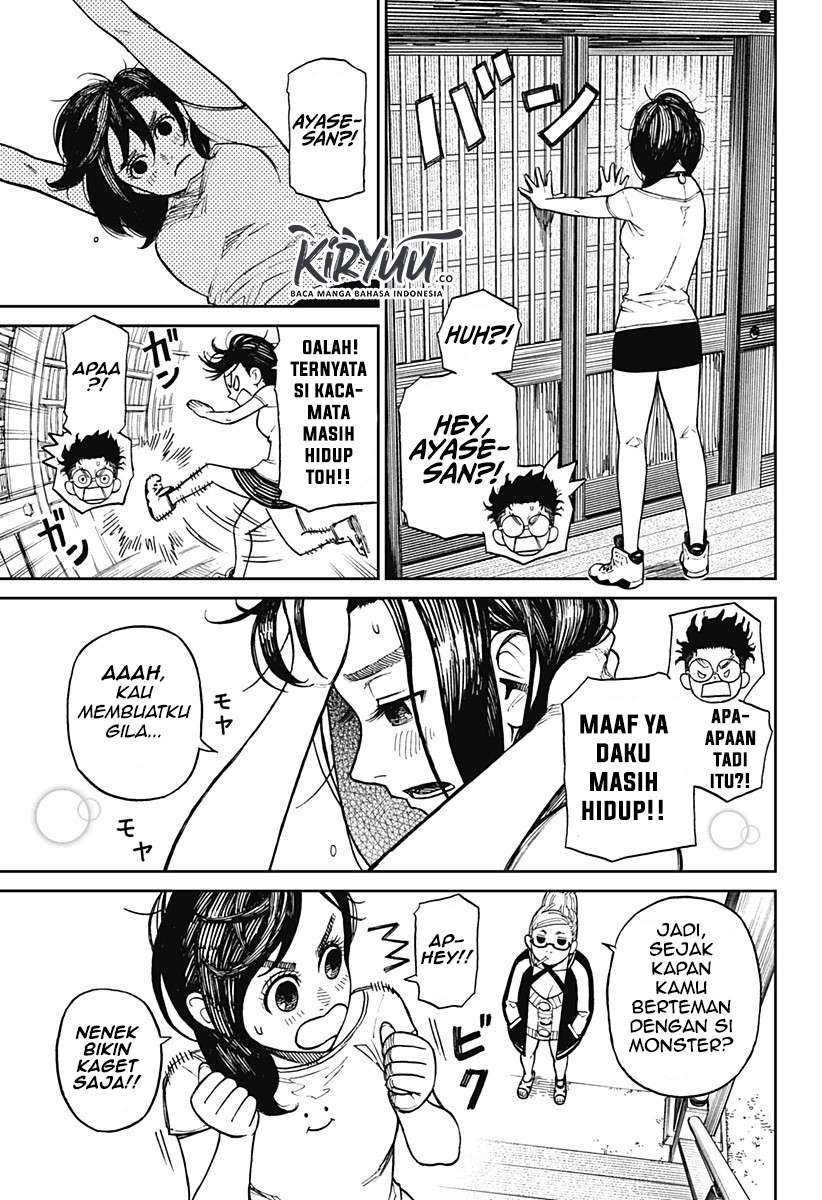 バン
HUH?!
HEY,
AYASE-
SAN?!
AYASE-
SAN?!
KIRYUU.CO
BACA MANGA BAHASA INDONESIA
OALAH!
TERNYATA
SI KACA-
MATA
MASIH
HIDUP
TOH!!
APAA
?!
ガン
ガン
APA-
APAAN
TADI
ITU?!
MAAF YA
DAKU
MASIH
HIDUP!!
AAAH,
KAU
MEMBUATKU
GILA...
モヤ
モヤ
JADI,
SEJAK
KAPAN
KAMU
BERTEMAN
DENGAN SI
MONSTER?
AP-
HEY!!
ビク
NENEK
BIKIN
KAGET
SAJA!!